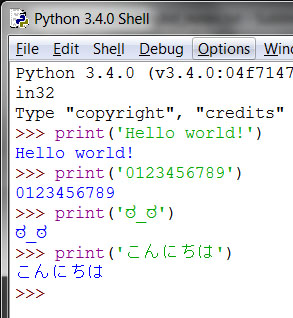 Python 3.4.0 Shell
File Edit Shell Debug Options
Python 3.4.0 (v3.4.0:04f7147
in32
Type "copyright", "credits"
>>> print('Hello world!')
Hello world!
>>> print('0123456789')
0123456789
>>> print('ಠ_ಠ')
ಠ_ಠ
>>> print('こんにちは')
こんにちは
>>>